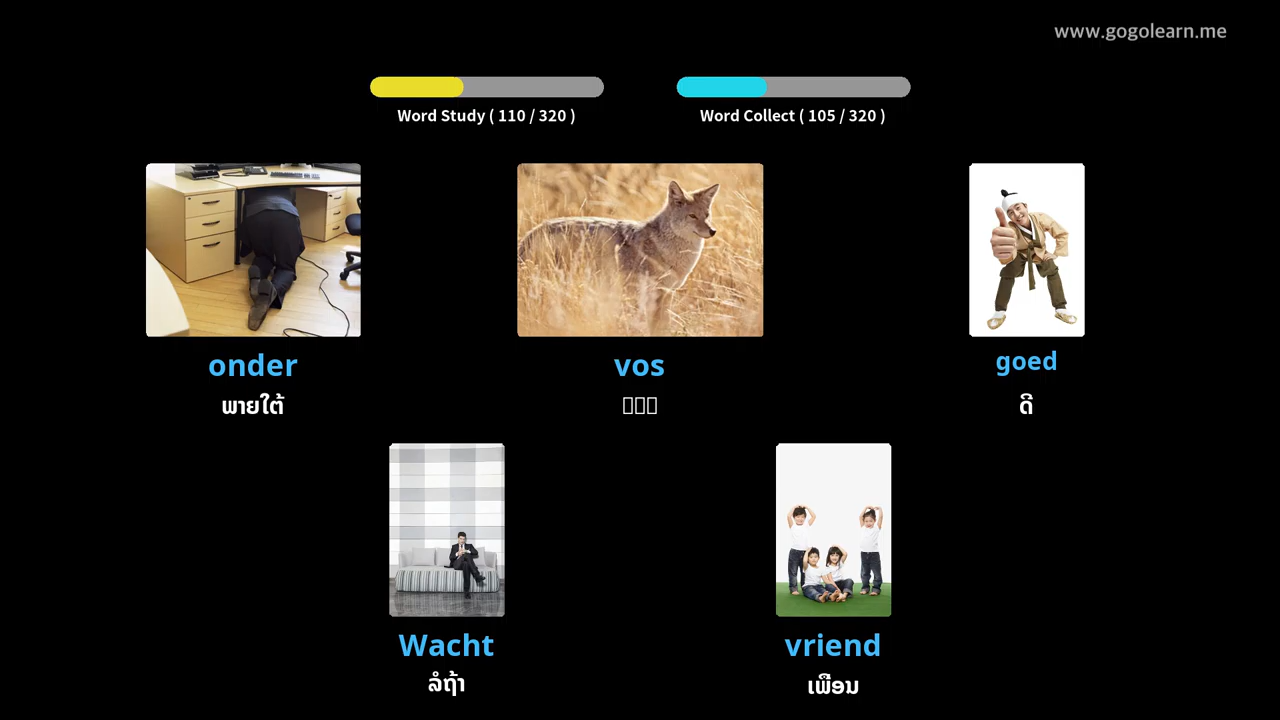 www.gogolearn.me
Word Study ( 110 / 320 )
Word Collect ( 105 / 320 )
onder
vos
goed
ພາຍໃຕ້
ດີ
Wacht
vriend
ລໍຖ້າ
ເພື່ອນ